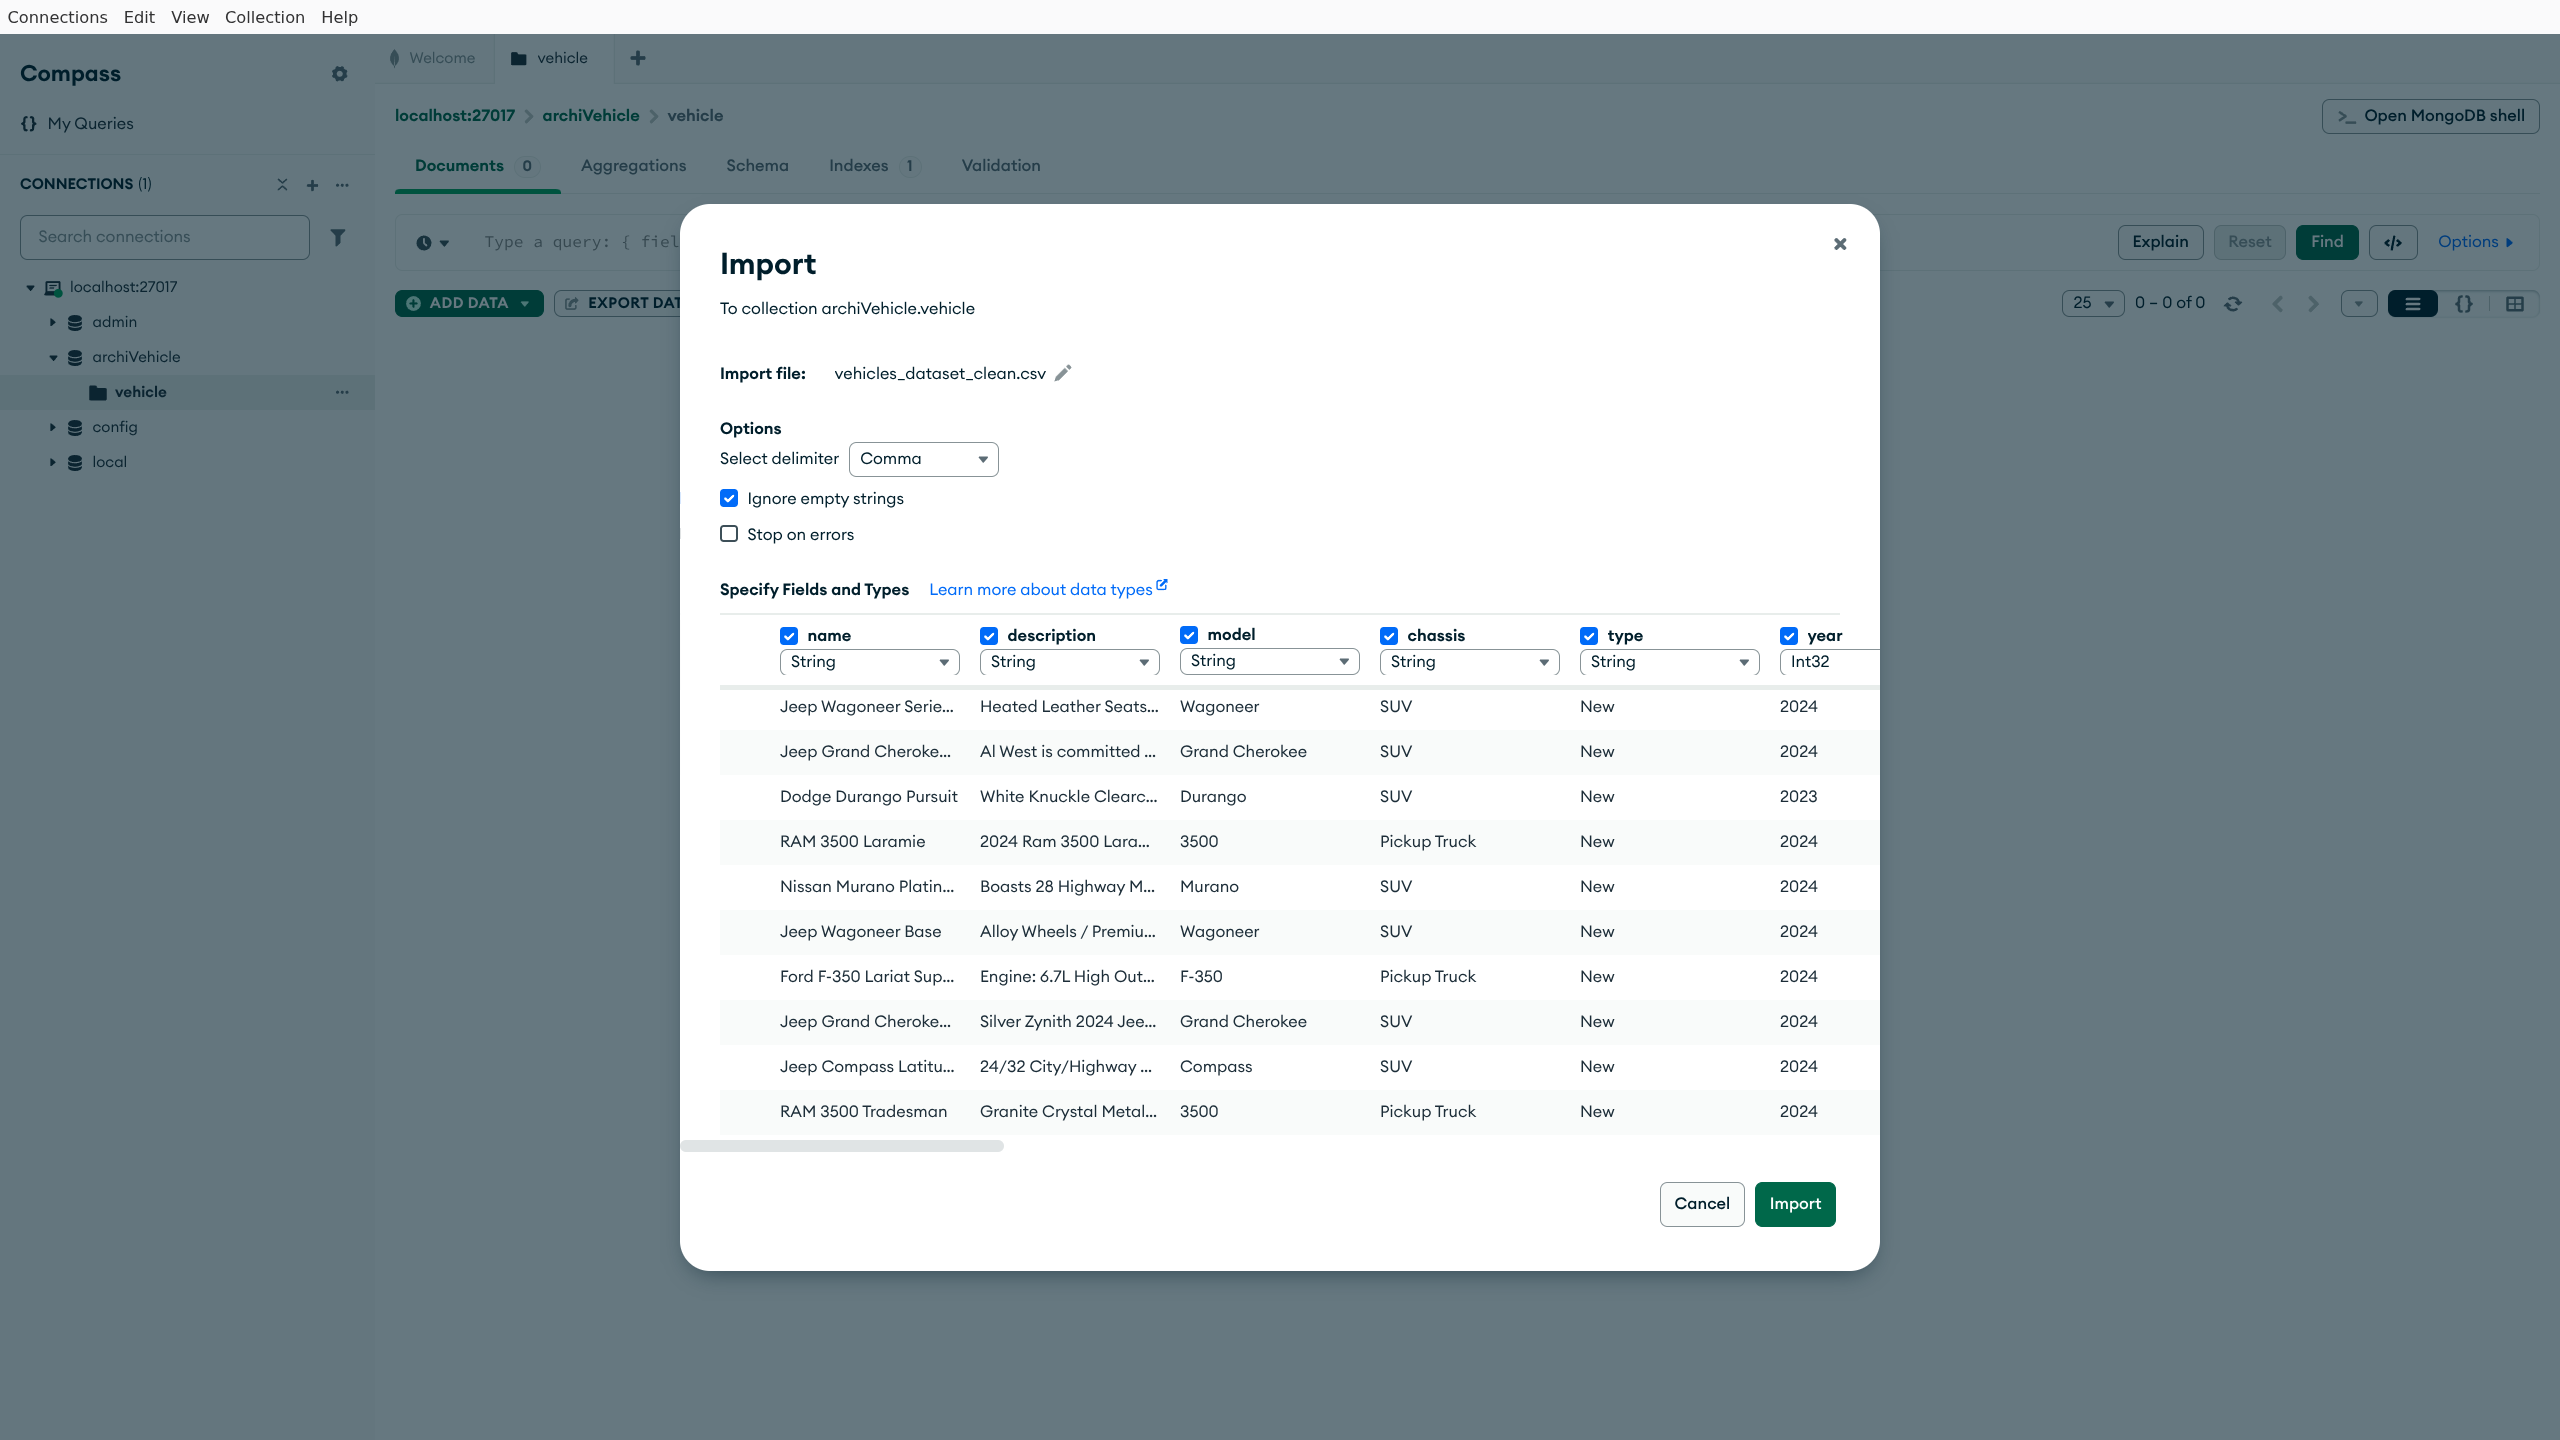 Connections Edit View Collection Help
Compass
My Queries
CONNECTIONS (1)
Search connections
localhost:27017
admin
archiVehicle
vehicle
config
local
Welcome vehicle
localhost:27017 archiVehicle vehicle
>_ Open MongoDB shell
Documents 0 Aggregations Schema Indexes 1 Validation
Type a query: { fiel
Explain Reset Find Options
ADD DATA EXPORT DAT
25 0 – 0 of 0
Import
To collection archiVehicle.vehicle
Import file: vehicles_dataset_clean.csv
Options
Select delimiter Comma
Ignore empty strings
Stop on errors
Specify Fields and Types Learn more about data types
name description model chassis type year
String String String String String Int32
Jeep Wagoneer Serie... Heated Leather Seats... Wagoneer SUV New 2024
Jeep Grand Cheroke... Al West is committed ... Grand Cherokee SUV New 2024
Dodge Durango Pursuit White Knuckle Clearc... Durango SUV New 2023
RAM 3500 Laramie 2024 Ram 3500 Lara... 3500 Pickup Truck New 2024
Nissan Murano Platin... Boasts 28 Highway M... Murano SUV New 2024
Jeep Wagoneer Base Alloy Wheels / Premiu... Wagoneer SUV New 2024
Ford F-350 Lariat Sup... Engine: 6.7L High Out... F-350 Pickup Truck New 2024
Jeep Grand Cheroke... Silver Zynith 2024 Jee... Grand Cherokee SUV New 2024
Jeep Compass Latitu... 24/32 City/Highway ... Compass SUV New 2024
RAM 3500 Tradesman Granite Crystal Metal... 3500 Pickup Truck New 2024
Cancel Import